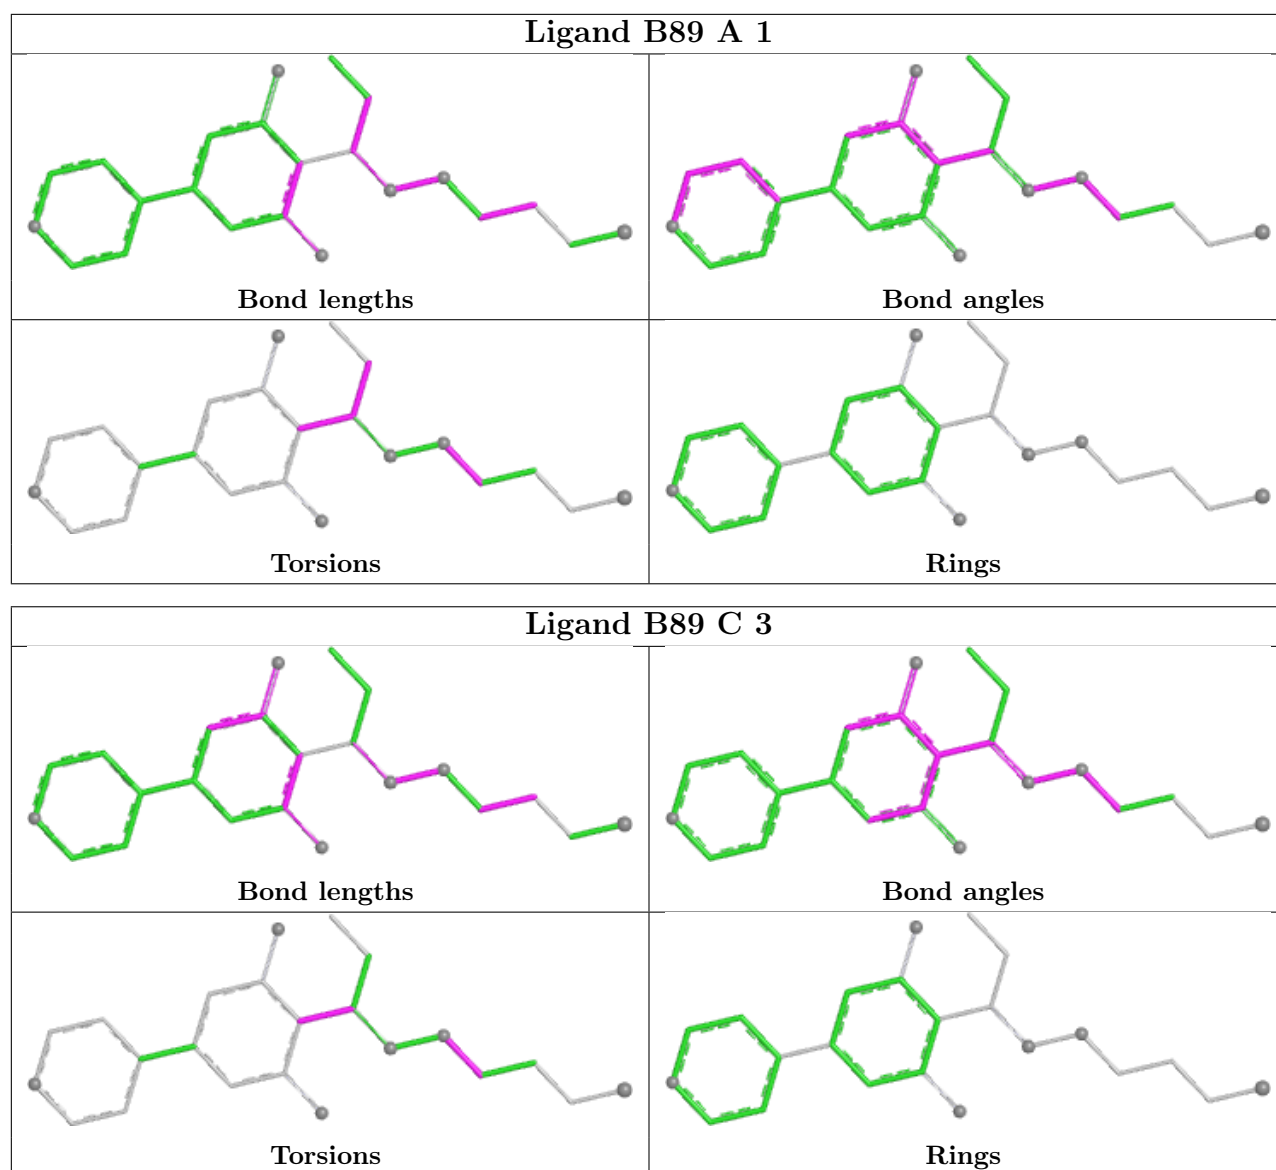 Ligand B89 A 1
Bond lengths
Bond angles
Torsions
Rings
Ligand B89 C 3
Bond lengths
Bond angles
Torsions
Rings